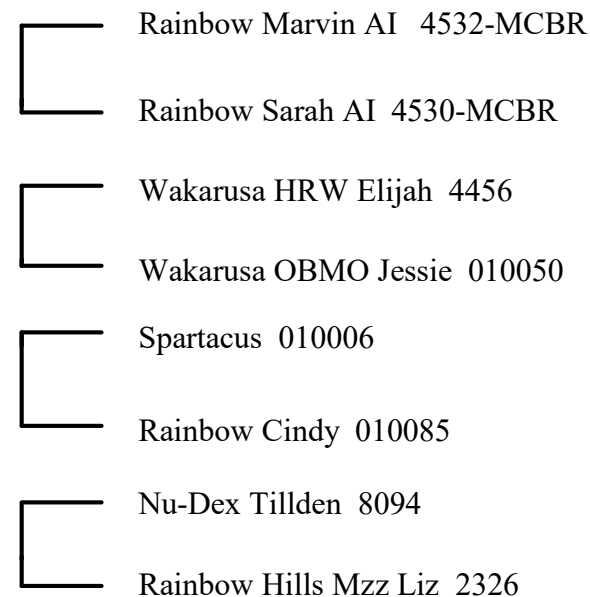 Rainbow Marvin AI 4532-MCBR
Rainbow Sarah AI 4530-MCBR
Wakarusa HRW Elijah 4456
Wakarusa OBMO Jessie 010050
Spartacus 010006
Rainbow Cindy 010085
Nu-Dex Tillden 8094
Rainbow Hills Mzz Liz 2326